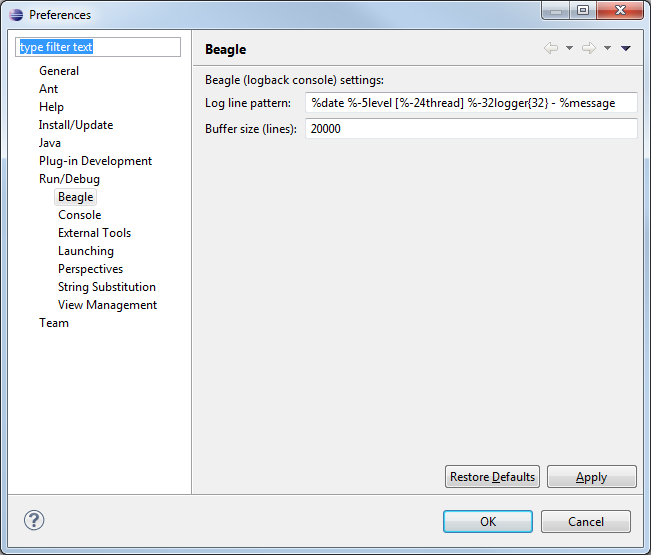 Preferences
type filter text
General
Ant
Help
Install/Update
Java
Plug-in Development
Run/Debug
Beagle
Console
External Tools
Launching
Perspectives
String Substitution
View Management
Team
Beagle
Beagle (logback console) settings:
Log line pattern: %date %-5level [%-24thread] %-32logger{32} - %message
Buffer size (lines): 20000
Restore Defaults Apply
? OK Cancel